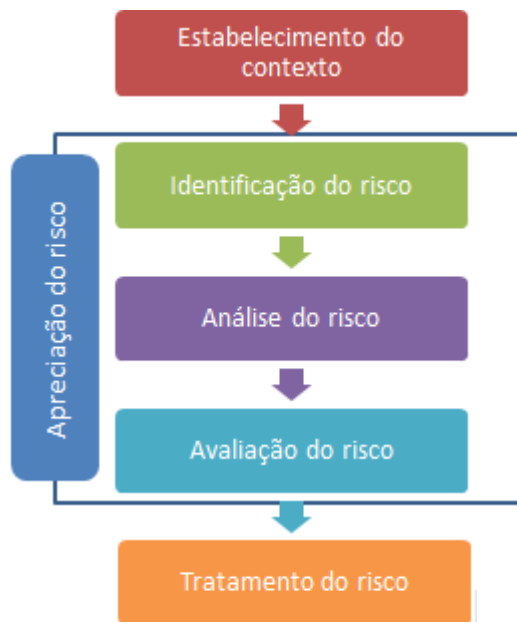 Estabelecimento do
contexto
Identificação do risco
Apreciação do risco
Análise do risco
Avaliação do risco
Tratamento do risco